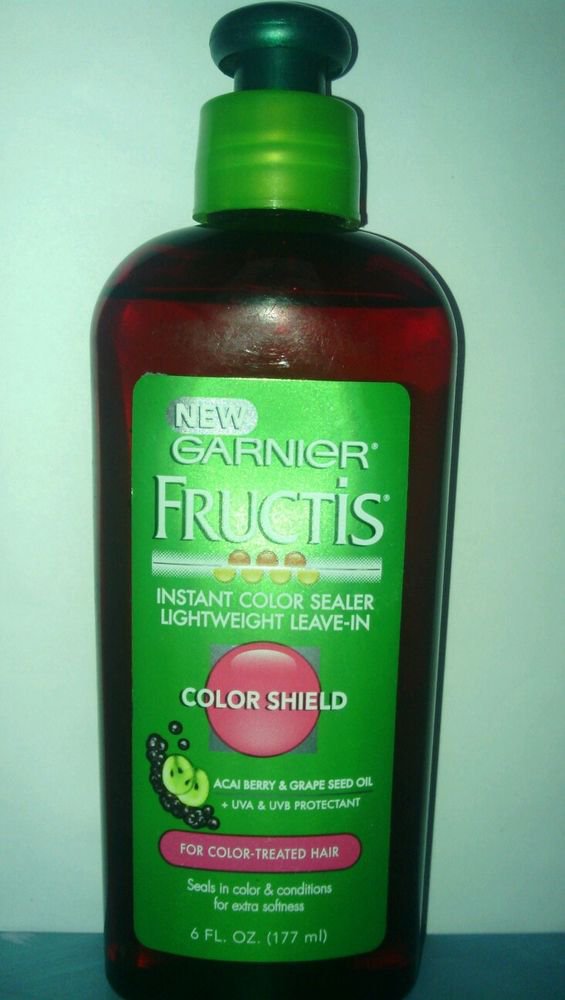 NEW
GARNIER®
FRUCTIS®
INSTANT COLOR SEALER
LIGHTWEIGHT LEAVE-IN
COLOR SHIELD
ACAI BERRY & GRAPE SEED OIL
+ UVA & UVB PROTECTANT
FOR COLOR-TREATED HAIR
Seals in color & conditions
for extra softness
6 FL. OZ. (177 ml)